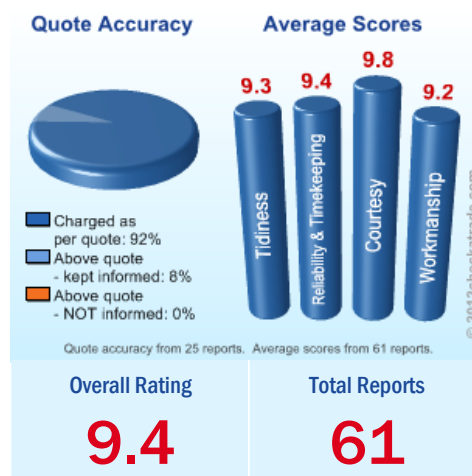 Quote Accuracy
Average Scores
9.3
9.4
9.8
9.2
Tidiness
Reliability & Timekeeping
Courtesy
Workmanship
Charged as
per quote: 92%
Above quote
- kept informed: 8%
Above quote
- NOT informed: 0%
© 2012checkatrade.com
Quote accuracy from 25 reports. Average scores from 61 reports.
Overall Rating
9.4
Total Reports
61